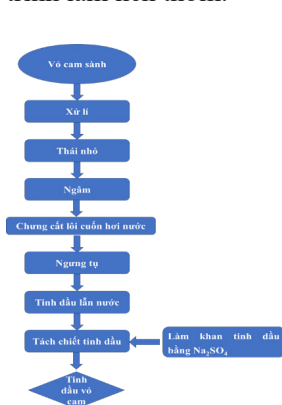 Vỏ cam sành
Xử lí
Thái nhỏ
Ngâm
Chưng cất lôi cuốn hơi nước
Ngưng tụ
Tinh dầu lẫn nước
Tách chiết tinh dầu
Làm khan tinh dầu
bằng Na₂SO₄
Tinh
dầu vỏ
cam